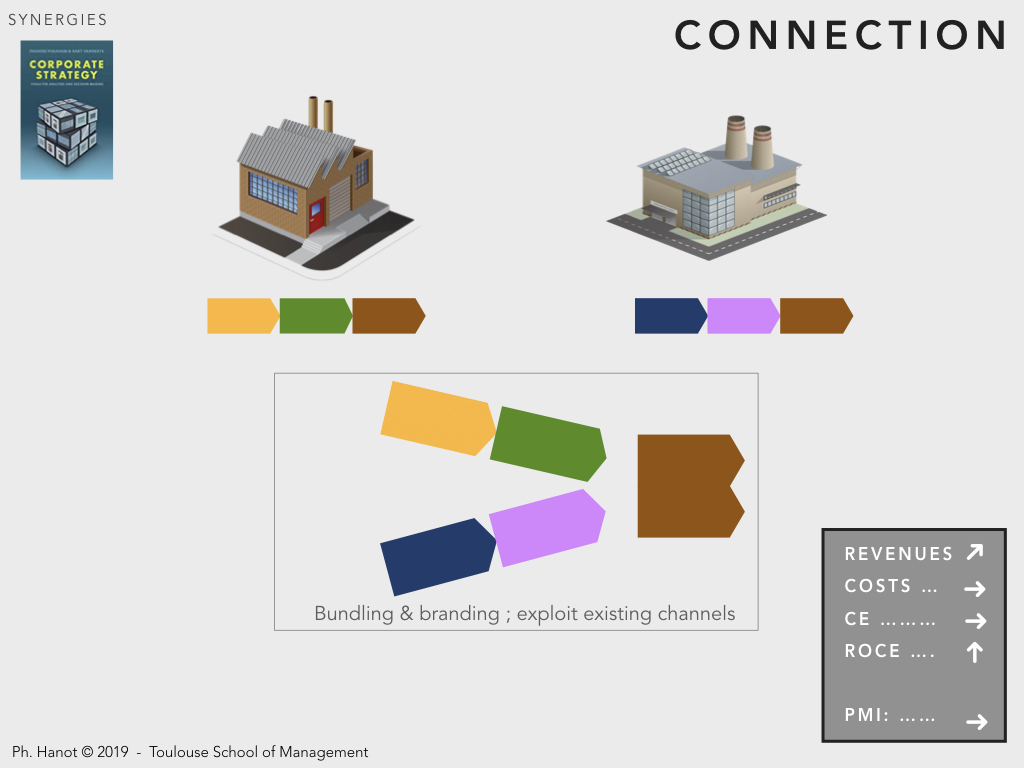 SYNERGIES
CONNECTION
CORPORATE
STRATEGY
Bundling & branding ; exploit existing channels
REVENUES
COSTS ...
CE .........
ROCE ....
PMI: ......
Ph. Hanot © 2019 - Toulouse School of Management